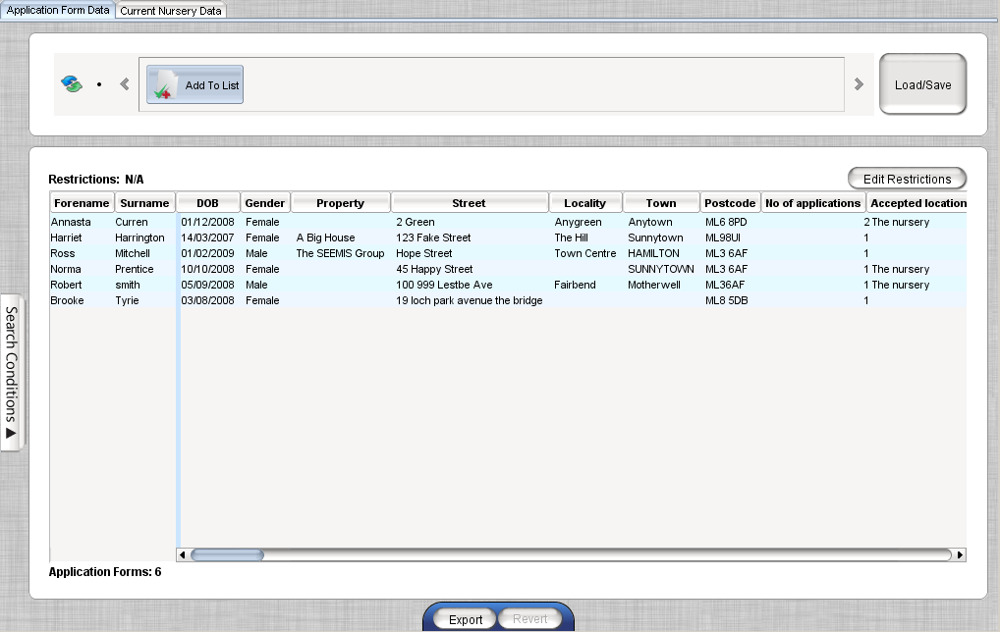 Application Form Data Current Nursery Data
Add To List
Load/Save
Restrictions: N/A
Edit Restrictions
Forename Surname DOB Gender Property Street Locality Town Postcode No of applications Accepted location
Annasta Curren 01/12/2008 Female 2 Green Anygreen Anytown ML6 8PD 2 The nursery
Harriet Harrington 14/03/2007 Female A Big House 123 Fake Street The Hill Sunnytown ML98UI 1
Ross Mitchell 01/02/2009 Male The SEEMIS Group Hope Street Town Centre HAMILTON ML3 6AF 1
Norma Prentice 10/10/2008 Female 45 Happy Street SUNNYTOWN ML3 6AF 1 The nursery
Robert smith 05/09/2008 Male 100 999 Lestbe Ave Fairbend Motherwell ML36AF 1 The nursery
Brooke Tyrie 03/08/2008 Female 19 loch park avenue the bridge ML8 5DB 1
Search Conditions
Application Forms: 6
Export Revert